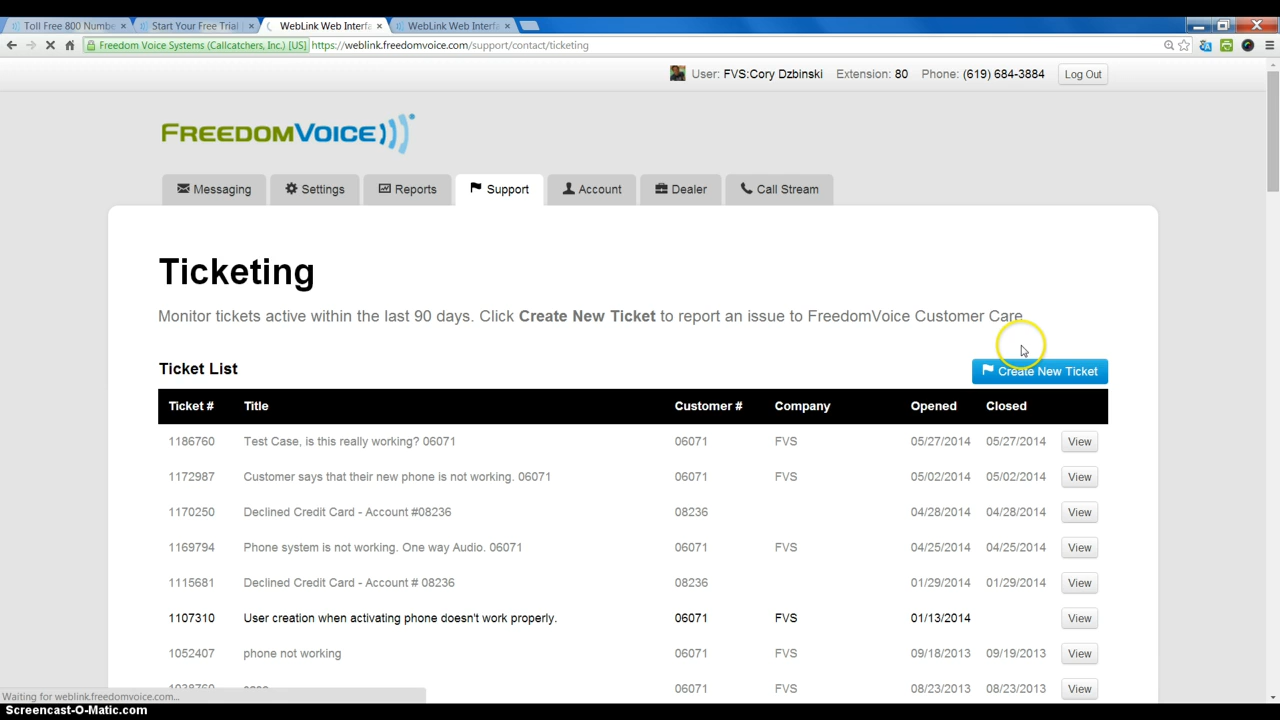 Toll Free 800 Numbe
Start Your Free Trial
WebLink Web Interfa
WebLink Web Interfa
Freedom Voice Systems (Callcatchers, Inc.) [US] https://weblink.freedomvoice.com/support/contact/ticketing
User: FVS:Cory Dzbinski Extension: 80 Phone: (619) 684-3884 Log Out
FREEDOMVOICE
Messaging Settings Reports Support Account Dealer Call Stream
Ticketing
Monitor tickets active within the last 90 days. Click Create New Ticket to report an issue to FreedomVoice Customer Care
Ticket List
Create New Ticket
Ticket # Title Customer # Company Opened Closed
1186760 Test Case, is this really working? 06071 06071 FVS 05/27/2014 05/27/2014 View
1172987 Customer says that their new phone is not working. 06071 06071 FVS 05/02/2014 05/02/2014 View
1170250 Declined Credit Card - Account #08236 08236 04/28/2014 04/28/2014 View
1169794 Phone system is not working. One way Audio. 06071 06071 FVS 04/25/2014 04/25/2014 View
1115681 Declined Credit Card - Account # 08236 08236 01/29/2014 01/29/2014 View
1107310 User creation when activating phone doesn't work properly. 06071 FVS 01/13/2014 View
1052407 phone not working 06071 FVS 09/18/2013 09/19/2013 View
06071 FVS 08/23/2013 08/23/2013 View
Waiting for weblink.freedomvoice.com...
Screencast-O-Matic.com